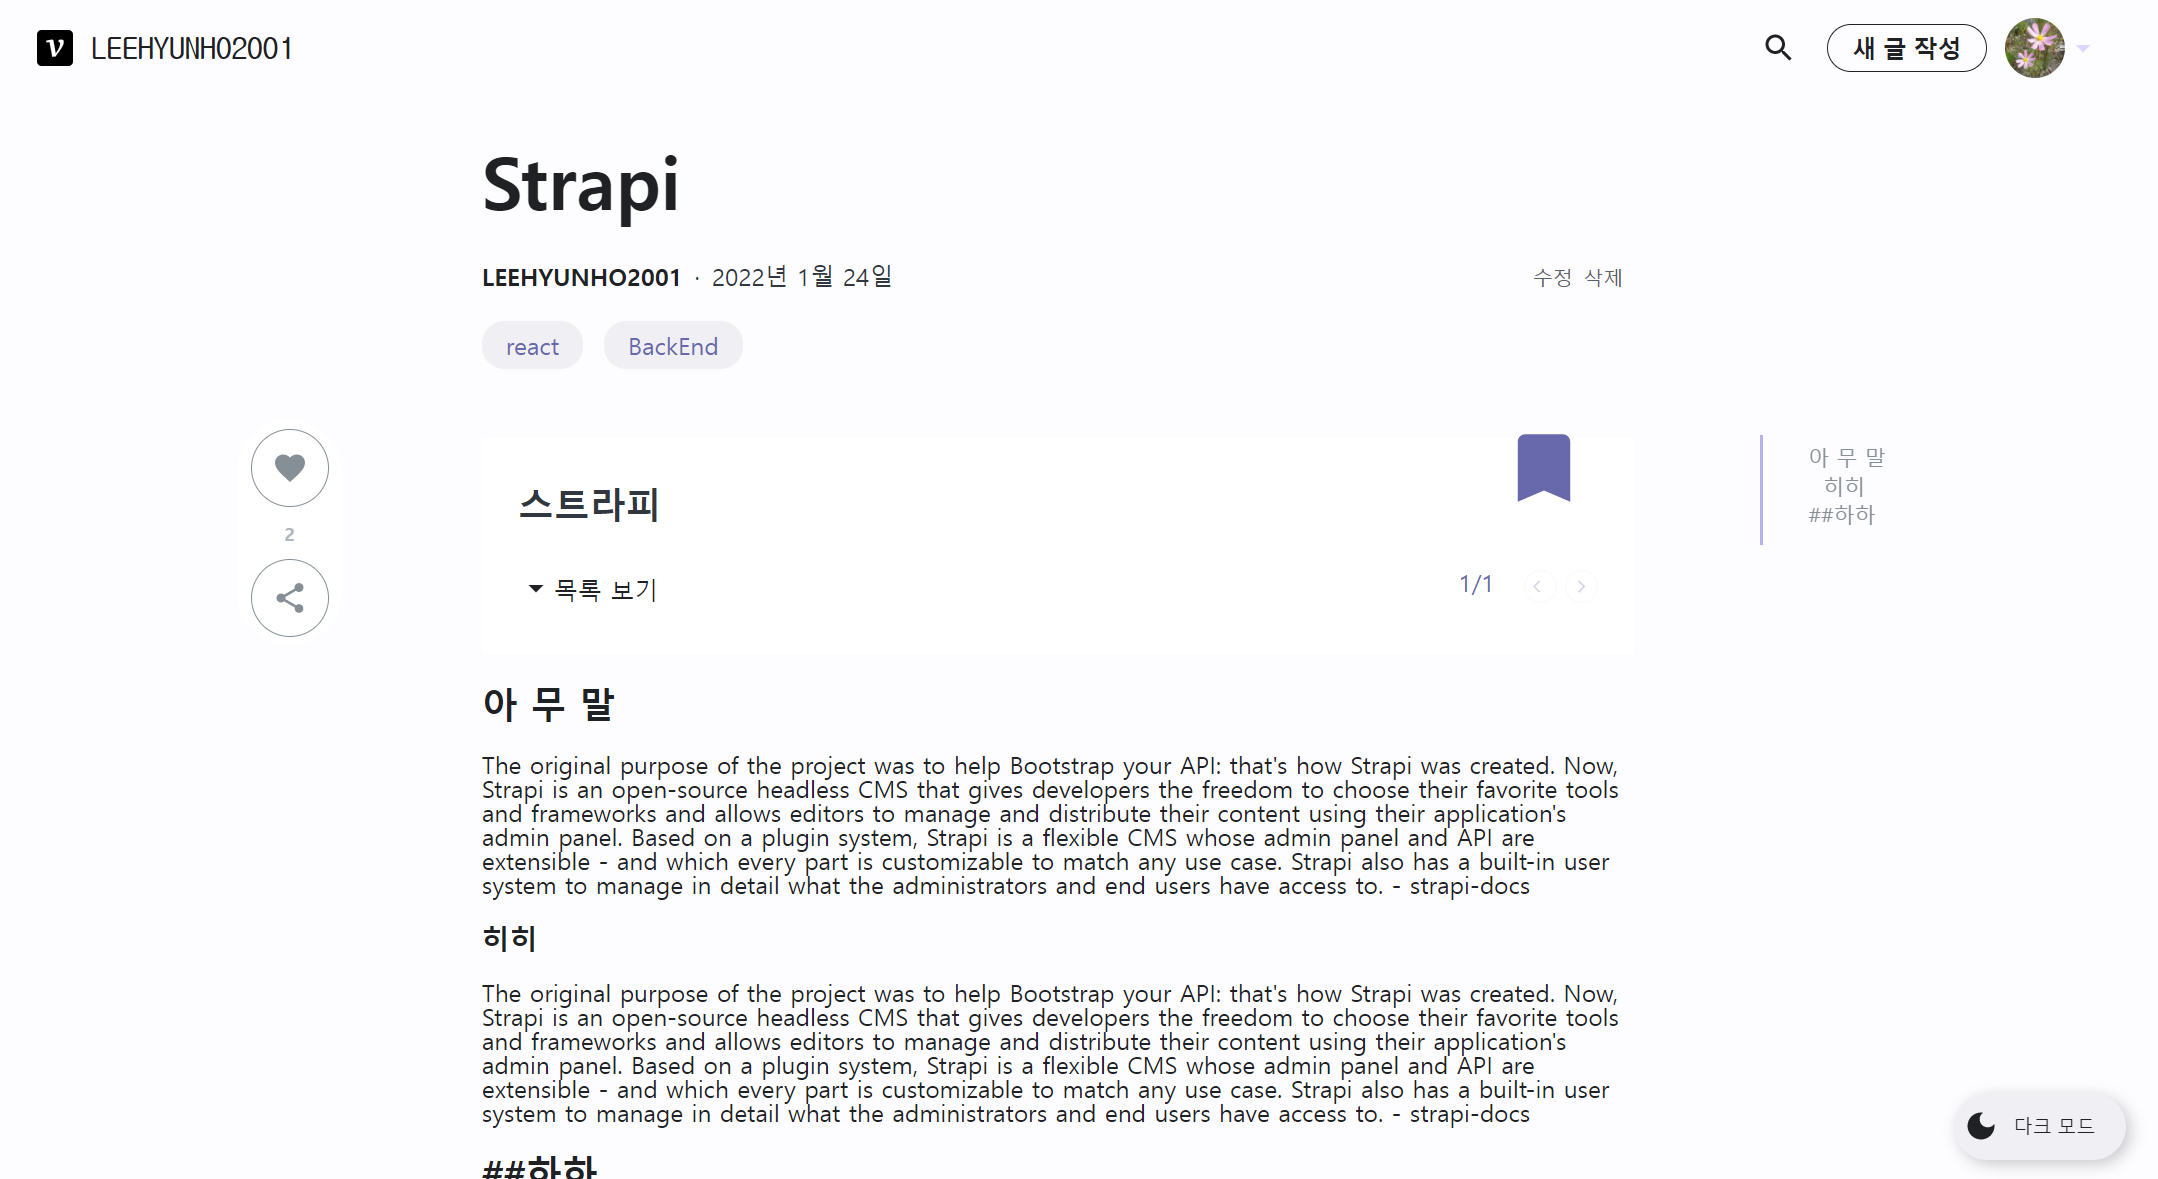 v LEEHYUNHO2001
새 글 작성
Strapi
LEEHYUNHO2001 · 2022년 1월 24일
수정 삭제
react BackEnd
2
스트라피
목록 보기
1/1
아 무 말
히히
##하하
아 무 말
The original purpose of the project was to help Bootstrap your API: that's how Strapi was created. Now,
Strapi is an open-source headless CMS that gives developers the freedom to choose their favorite tools
and frameworks and allows editors to manage and distribute their content using their application's
admin panel. Based on a plugin system, Strapi is a flexible CMS whose admin panel and API are
extensible - and which every part is customizable to match any use case. Strapi also has a built-in user
system to manage in detail what the administrators and end users have access to. - strapi-docs
히히
The original purpose of the project was to help Bootstrap your API: that's how Strapi was created. Now,
Strapi is an open-source headless CMS that gives developers the freedom to choose their favorite tools
and frameworks and allows editors to manage and distribute their content using their application's
admin panel. Based on a plugin system, Strapi is a flexible CMS whose admin panel and API are
extensible - and which every part is customizable to match any use case. Strapi also has a built-in user
system to manage in detail what the administrators and end users have access to. - strapi-docs
##하하
다크 모드